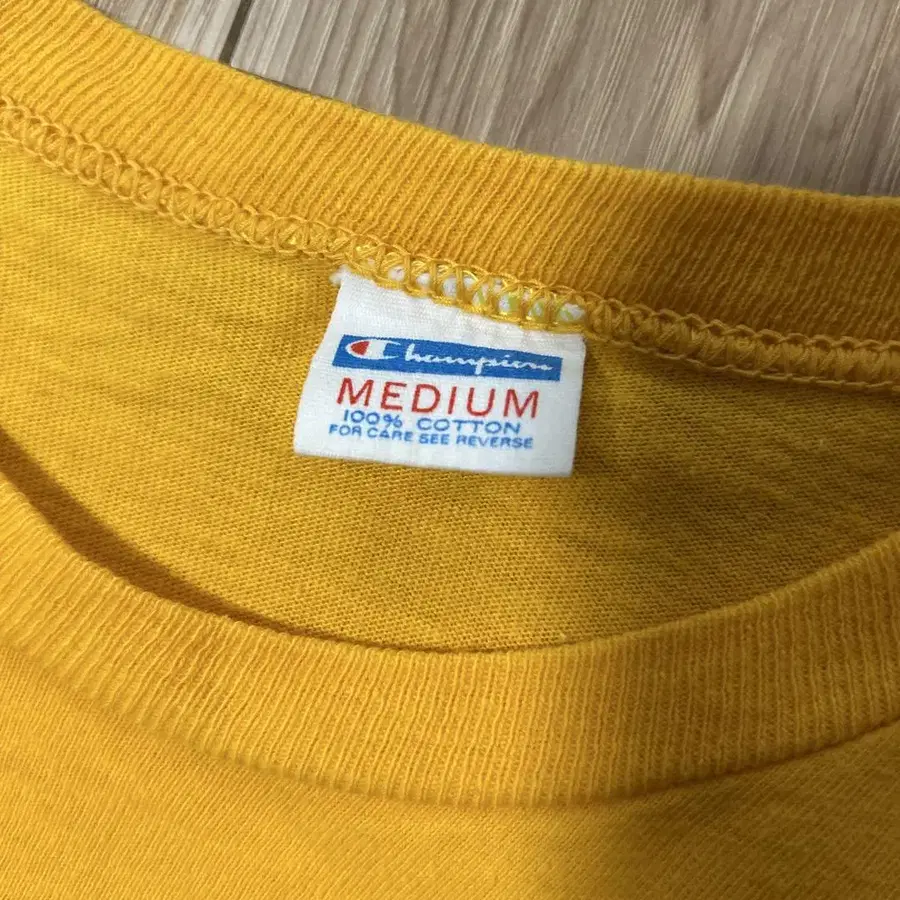 Champion
MEDIUM
100% COTTON
FOR CARE SEE REVERSE